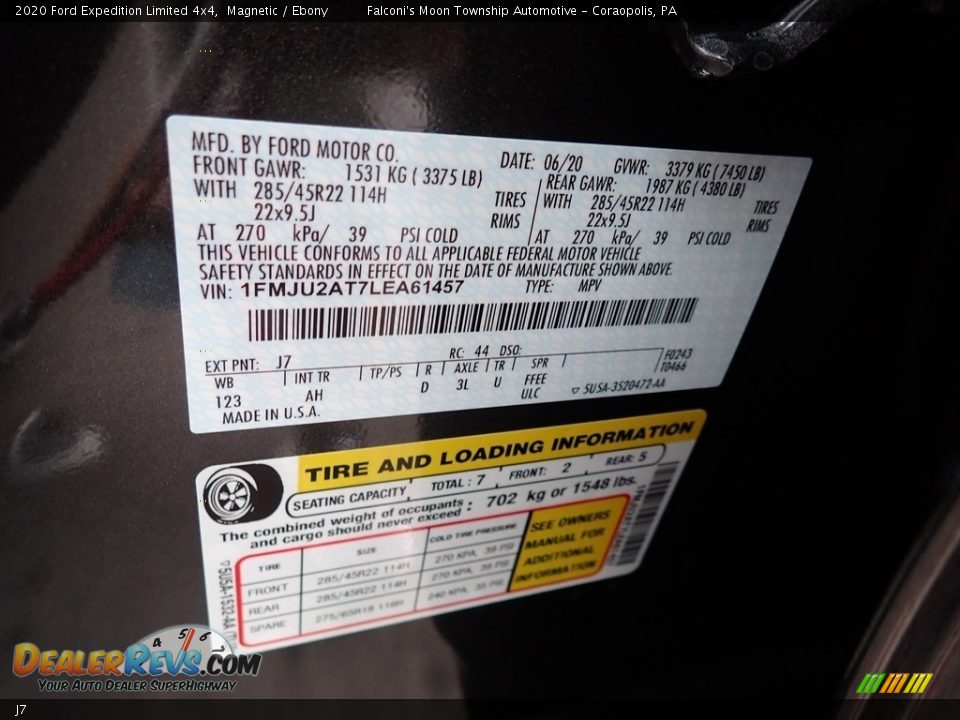 2020 Ford Expedition Limited 4x4, Magnetic / Ebony Falconi's Moon Township Automotive - Coraopolis, PA
MFD. BY FORD MOTOR CO.
DATE: 06/20 GVWR: 3379 KG ( 7450 LB)
FRONT GAWR: 1531 KG ( 3375 LB) REAR GAWR: 1987 KG ( 4380 LB)
WITH 285/45R22 114H TIRES WITH 285/45R22 114H TIRES
22x9.5J RIMS 22x9.5J RIMS
AT 270 kPa/ 39 PSI COLD AT 270 kPa/ 39 PSI COLD
THIS VEHICLE CONFORMS TO ALL APPLICABLE FEDERAL MOTOR VEHICLE
SAFETY STANDARDS IN EFFECT ON THE DATE OF MANUFACTURE SHOWN ABOVE.
VIN: 1FMJU2AT7LEA61457 TYPE: MPV
EXT PNT: J7 RC: 44 DSO: F0243
T0466
WB INT TR TP/PS R AXLE TR SPR
123 AH D 3L U FFEE
ULC
MADE IN U.S.A. ▽ 5U5A-3520472-AA
TIRE AND LOADING INFORMATION
SEATING CAPACITY TOTAL : 7 FRONT: 2 REAR: 5
The combined weight of occupants
and cargo should never exceed : 702 kg or 1548 lbs.
TIRE SIZE COLD TIRE PRESSURE
FRONT 285/45R22 114H 270 KPA, 39 PSI
REAR 285/45R22 114H 270 KPA, 39 PSI
SPARE 275/65R18 116H 240 KPA, 35 PSI
SEE OWNERS
MANUAL FOR
ADDITIONAL
INFORMATION
DealerRevs.com
Your Auto Dealer SuperHighway
4 5 6
J7